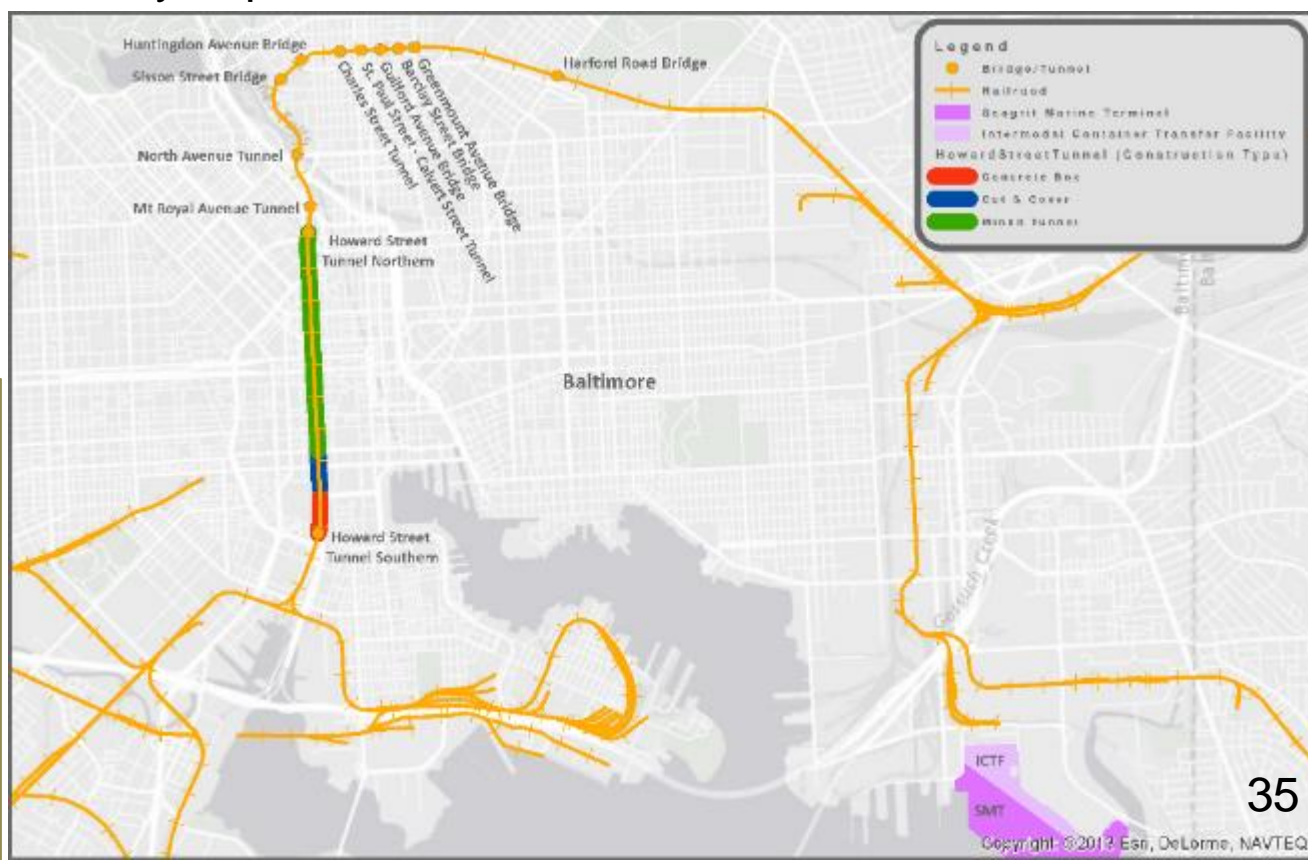 Huntingdon Avenue Bridge
Sisson Street Bridge
North Avenue Tunnel
Mt Royal Avenue Tunnel
Charles Street Tunnel
St. Paul Street - Calvert Street Tunnel
Guilford Avenue Bridge
Barclay Street Bridge
Greenmount Avenue Bridge
Harford Road Bridge
Howard Street
Tunnel Northern
Baltimore
Howard Street
Tunnel Southern
Legend
Bridge/Tunnel
Railroad
Seagirt Marine Terminal
Intermodal Container Transfer Facility
HowardStreetTunnel (Construction Type)
Concrete Box
Cut & Cover
Mined Tunnel
ICTF
SMT
35
Copyright: ©2013 Esri, DeLorme, NAVTEQ